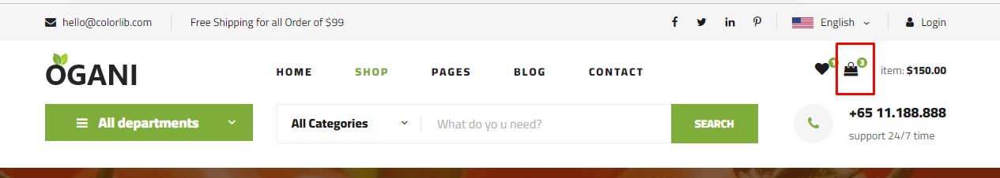 hello@colorlib.com Free Shipping for all Order of $99 English Login
OGANI HOME SHOP PAGES BLOG CONTACT 1 3 item: $150.00
All departments All Categories What do yo u need? SEARCH +65 11.188.888
support 24/7 time